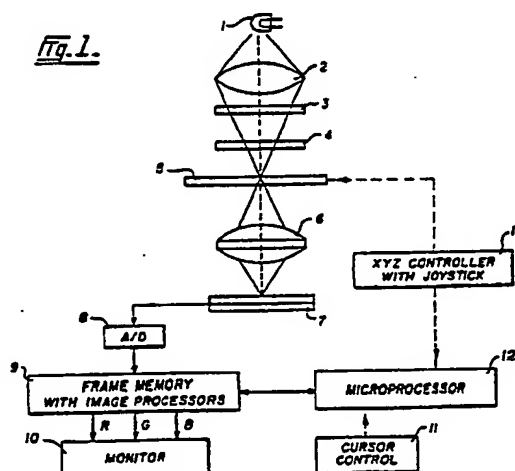 Fig. 1.
1
2
3
4
5
6
1
XYZ CONTROLLER
WITH JOYSTICK
7
8
A/D
12
9
FRAME MEMORY
WITH IMAGE PROCESSORS
MICROPROCESSOR
R G B
11
10
MONITOR
CURSOR
CONTROL